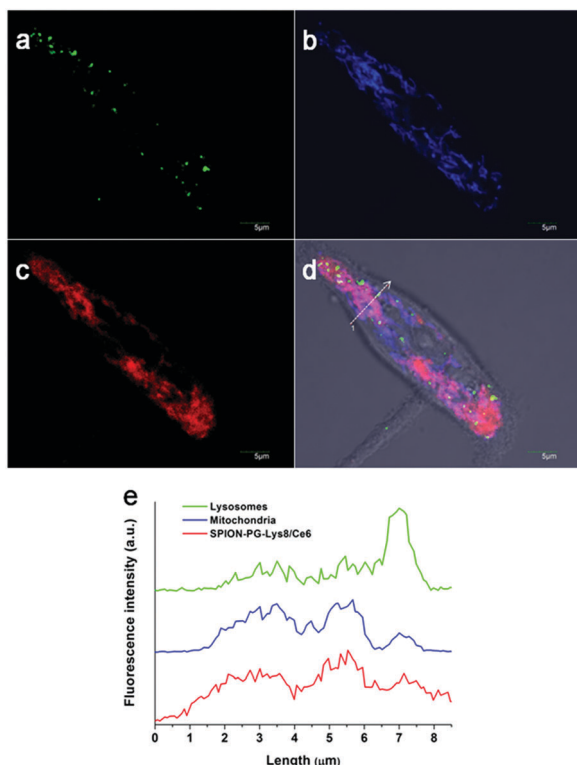 a
5μm
b
5μm
c
5μm
d
1
5μm
e
Lysosomes
Mitochondria
SPION-PG-Lys8/Ce6
Fluorescence intensity (a.u.)
0 1 2 3 4 5 6 7 8
Length (μm)